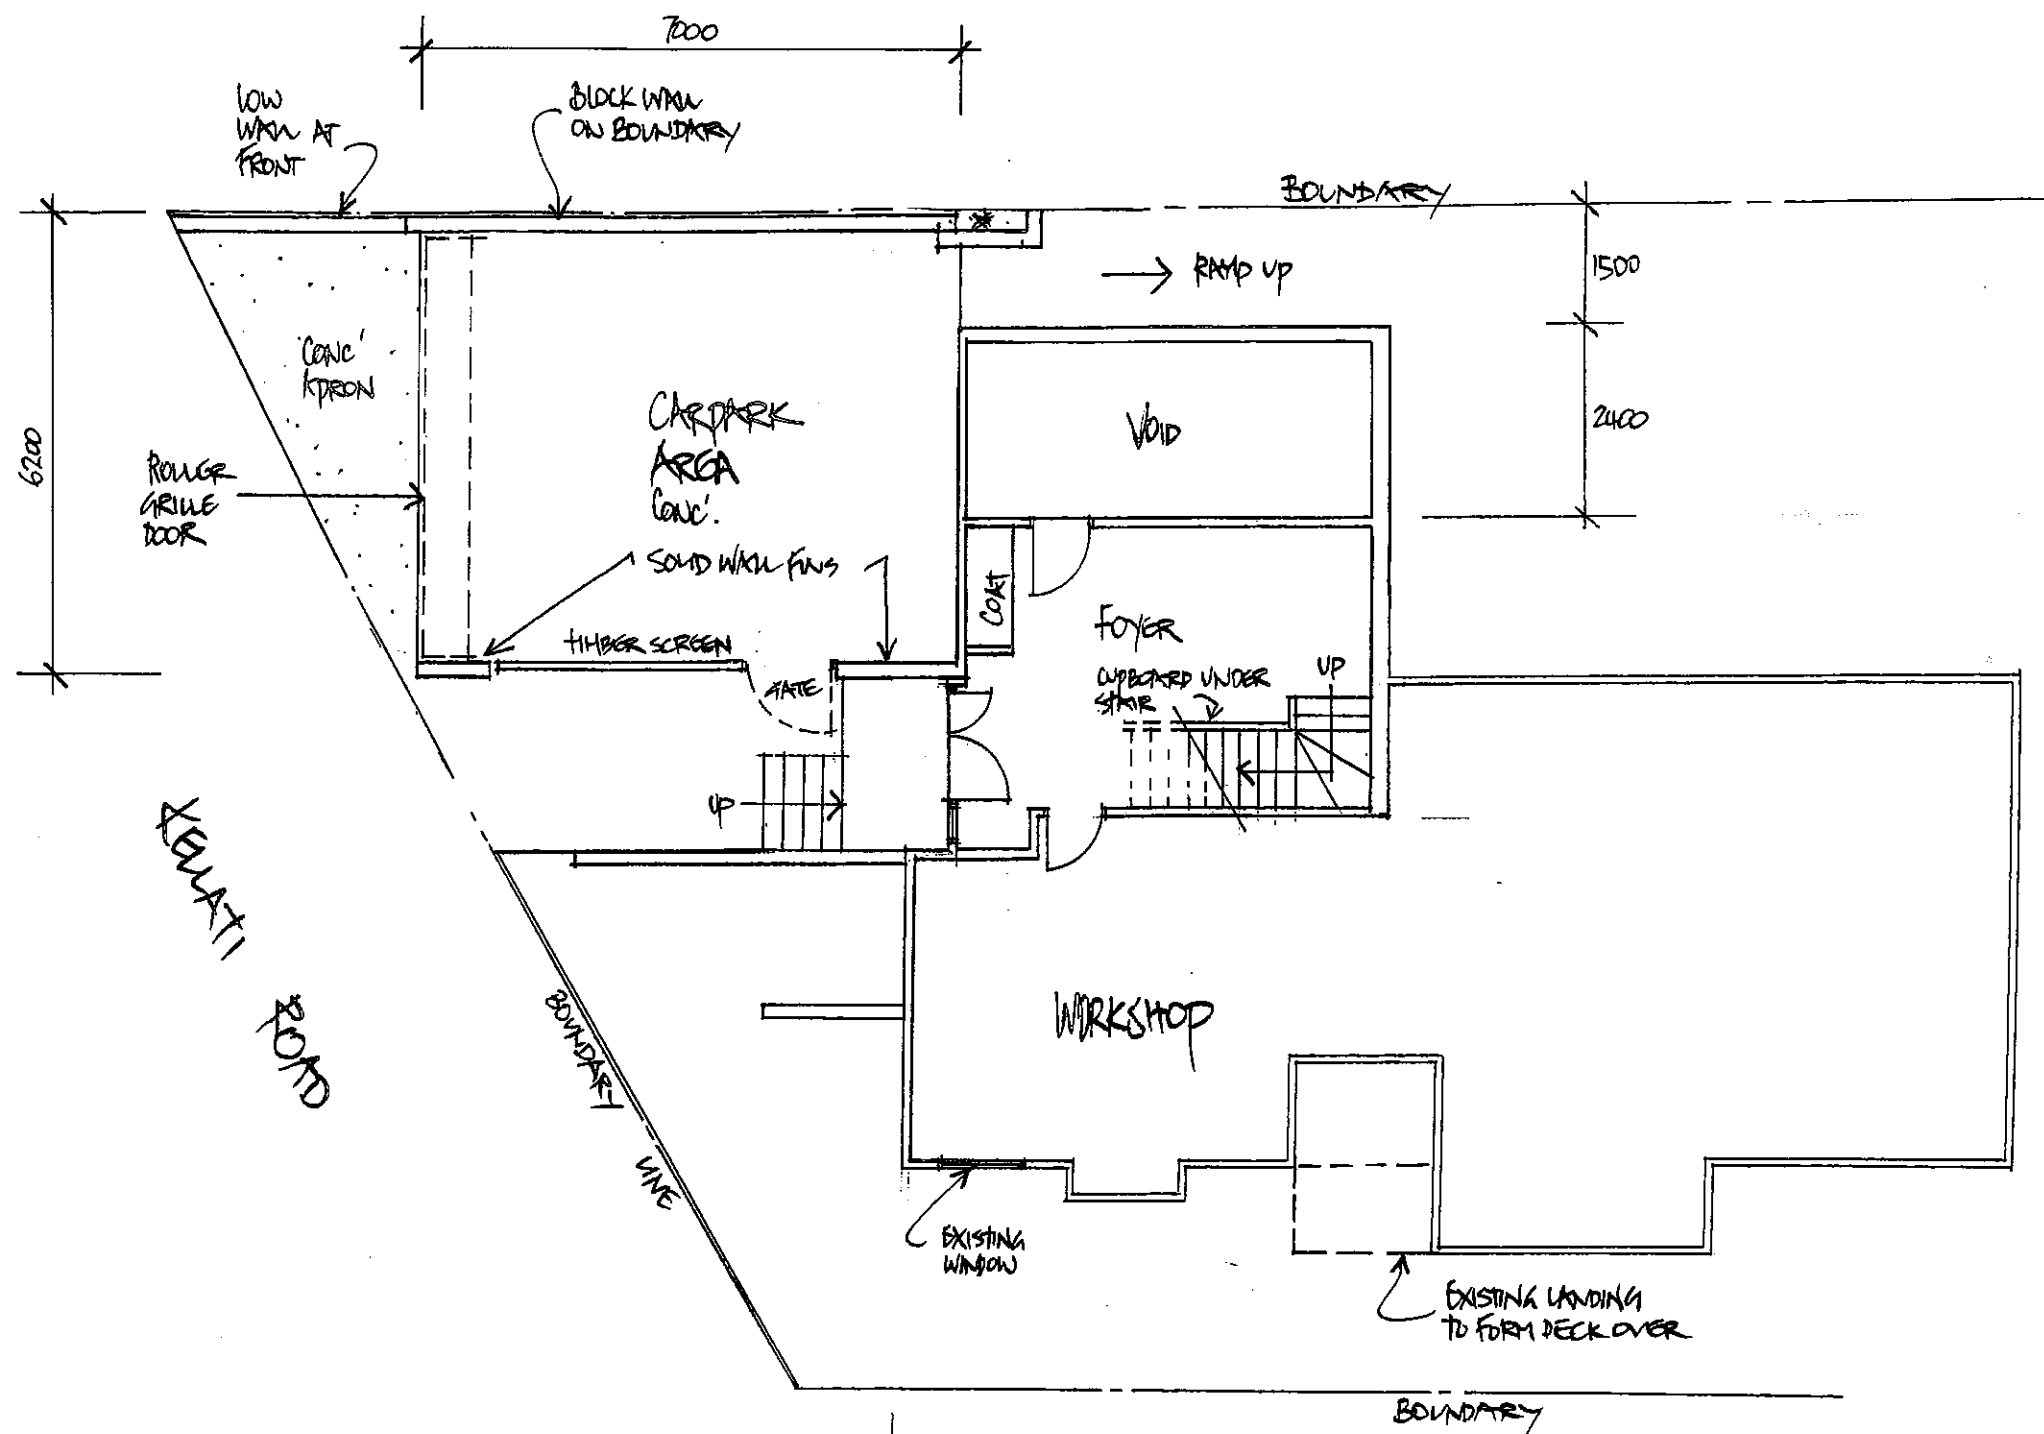 7000
LOW
WALL AT
FRONT
BLOCK WALL
ON BOUNDARY
BOUNDARY
1500
RAMP UP
CONC'
APRON
CARPARK
AREA
CONC'.
VOID
2400
6200
ROLLER
GRILLE
DOOR
SOLID WALL FINS
COAT
FOYER
TIMBER SCREEN
GATE
CUPBOARD UNDER
STAIR
UP
UP
ROAD
WORKSHOP
BOUNDARY
LINE
EXISTING
WINDOW
EXISTING LANDING
TO FORM DECK OVER
BOUNDARY